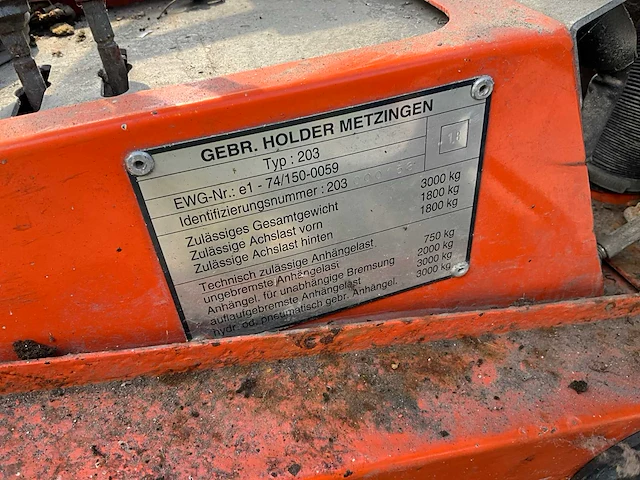 GEBR. HOLDER METZINGEN
Typ : 203
18
EWG-Nr.: e1 - 74/150-0059
Identifizierungsnummer : 203
Zulässiges Gesamtgewicht 3000 kg
Zulässige Achslast vorn 1800 kg
Zulässige Achslast hinten 1800 kg
Technisch zulässige Anhängelast
ungebremste Anhängelast 750 kg
Anhängel. für unabhängige Bremsung 2000 kg
auflaufgebremste Anhängelast 3000 kg
hydr. od. pneumatisch gebr. Anhängel. 3000 kg